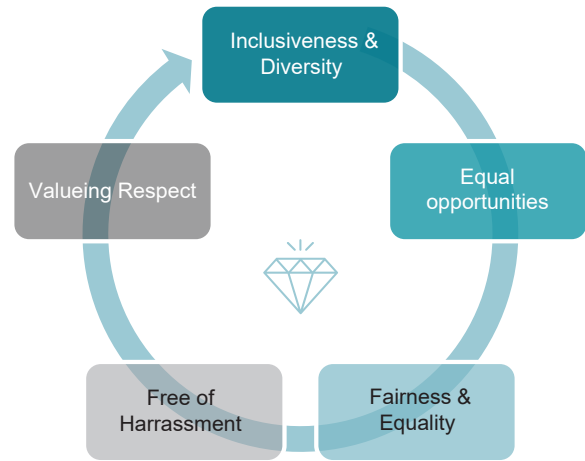 Inclusiveness &
Diversity
Equal
opportunities
Fairness &
Equality
Free of
Harrassment
Valueing Respect